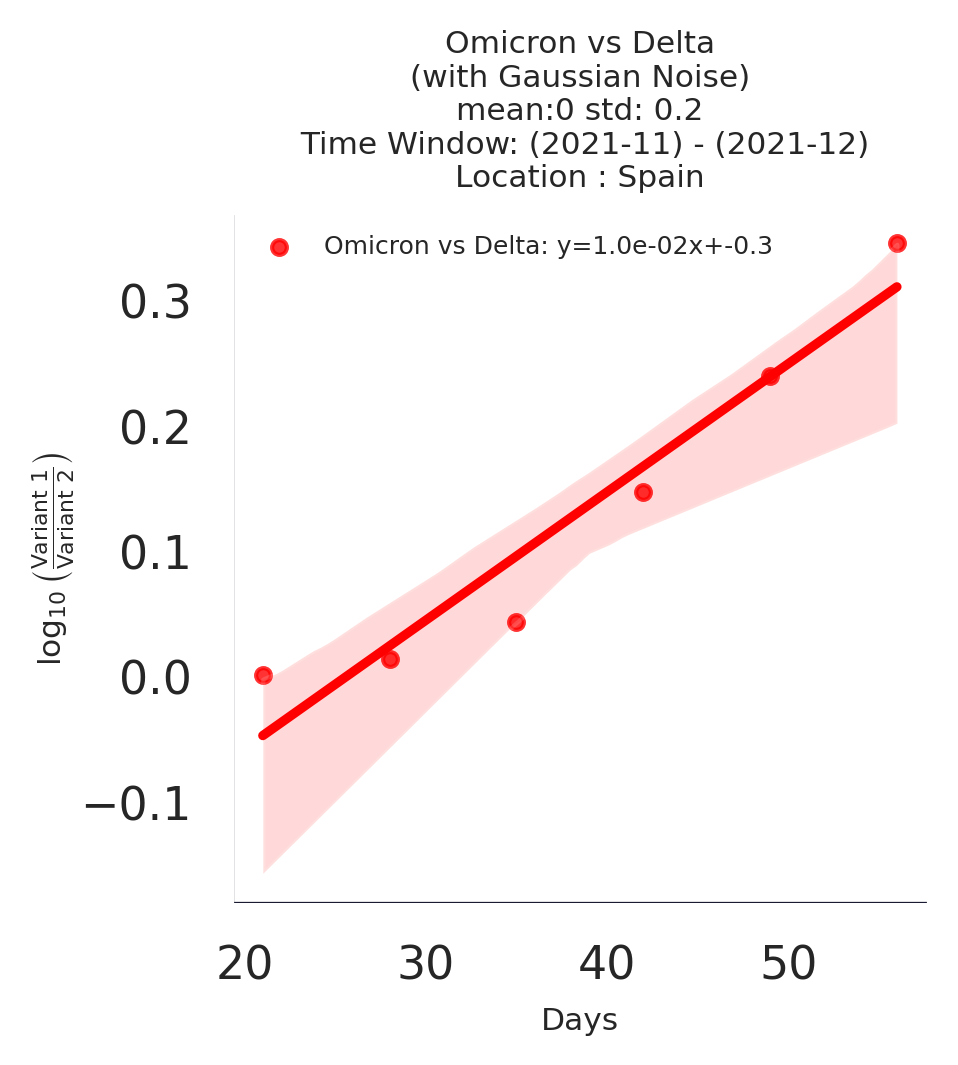 Omicron vs Delta
(with Gaussian Noise)
mean:0 std: 0.2
Time Window: (2021-11) - (2021-12)
Location : Spain
Omicron vs Delta: y=1.0e-02x+-0.3
0.3
0.2
0.1
0.0
−0.1
log₁₀ (Variant 1 / Variant 2)
20 30 40 50
Days